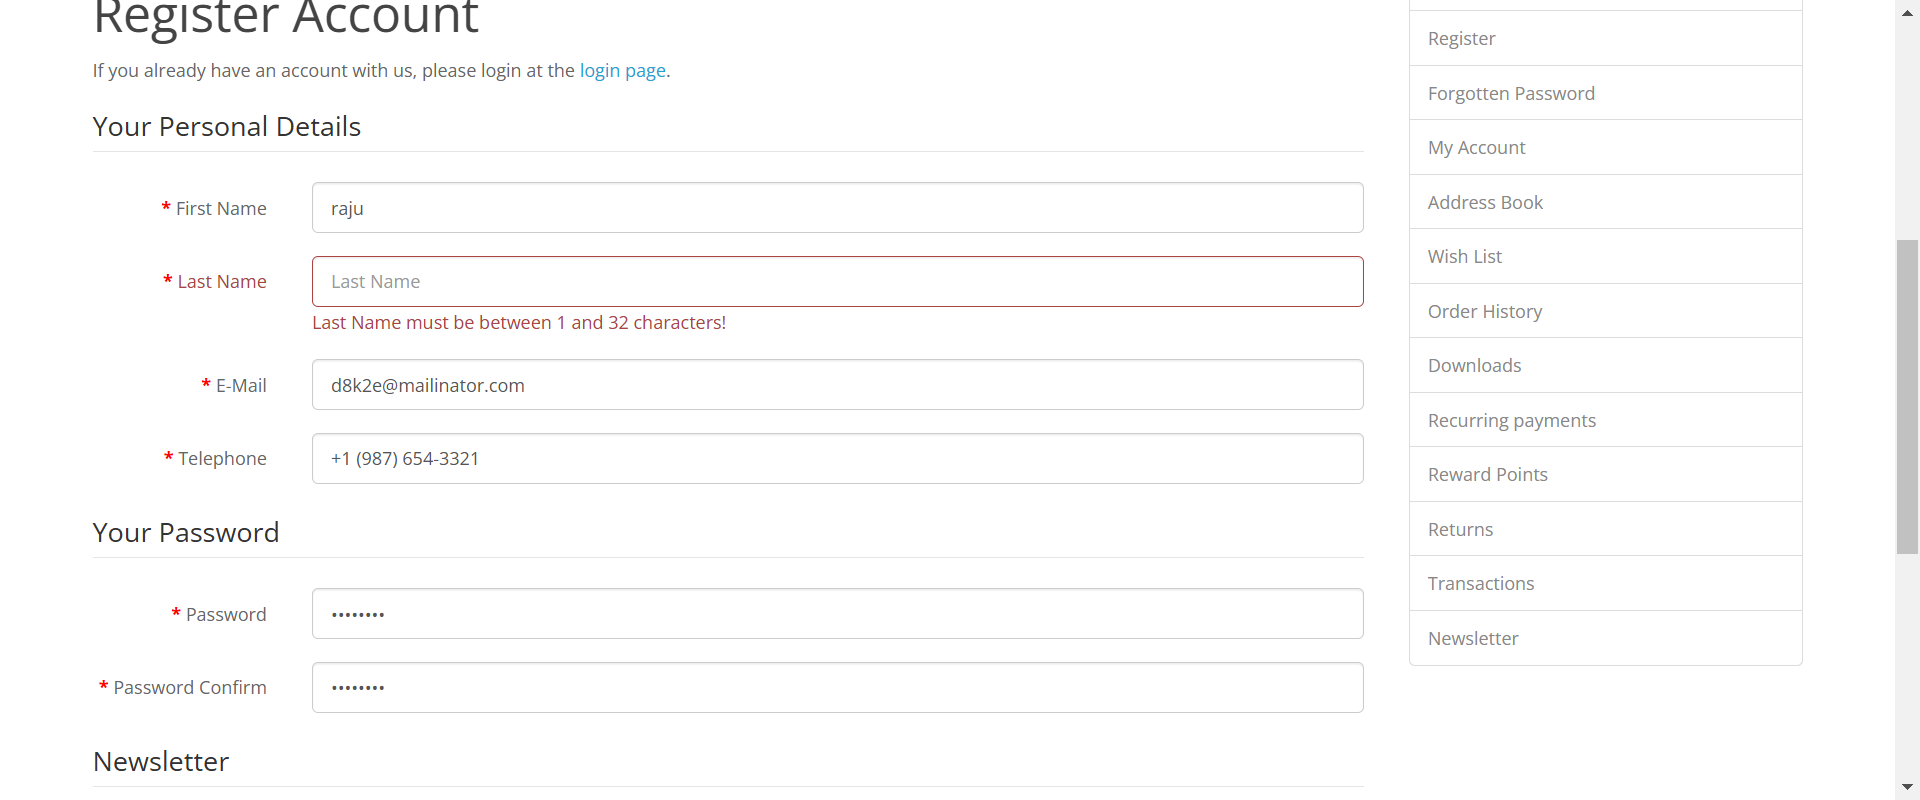 Register Account
If you already have an account with us, please login at the login page.
Your Personal Details
* First Name
raju
* Last Name
Last Name
Last Name must be between 1 and 32 characters!
* E-Mail
d8k2e@mailinator.com
* Telephone
+1 (987) 654-3321
Your Password
* Password
••••••••
* Password Confirm
••••••••
Newsletter
Register
Forgotten Password
My Account
Address Book
Wish List
Order History
Downloads
Recurring payments
Reward Points
Returns
Transactions
Newsletter